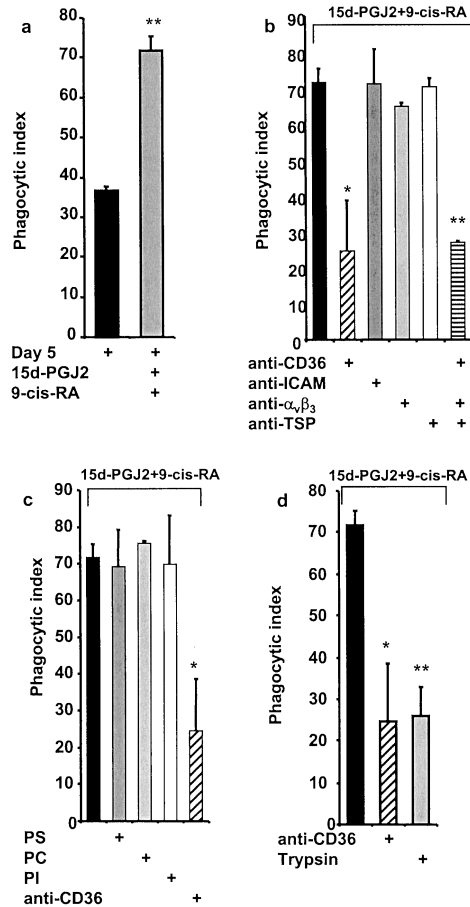 a
Phagocytic index
80
70
60
50
40
30
20
10
0
**
Day 5 + +
15d-PGJ2 +
9-cis-RA +
b
15d-PGJ2+9-cis-RA
Phagocytic index
90
80
70
60
50
40
30
20
10
0
*
**
anti-CD36 + +
anti-ICAM +
anti-αvβ3 + +
anti-TSP + +
c
15d-PGJ2+9-cis-RA
Phagocytic index
90
80
70
60
50
40
30
20
10
0
*
PS +
PC +
PI +
anti-CD36 +
d
15d-PGJ2+9-cis-RA
Phagocytic index
80
70
60
50
40
30
20
10
0
*
**
anti-CD36 +
Trypsin +